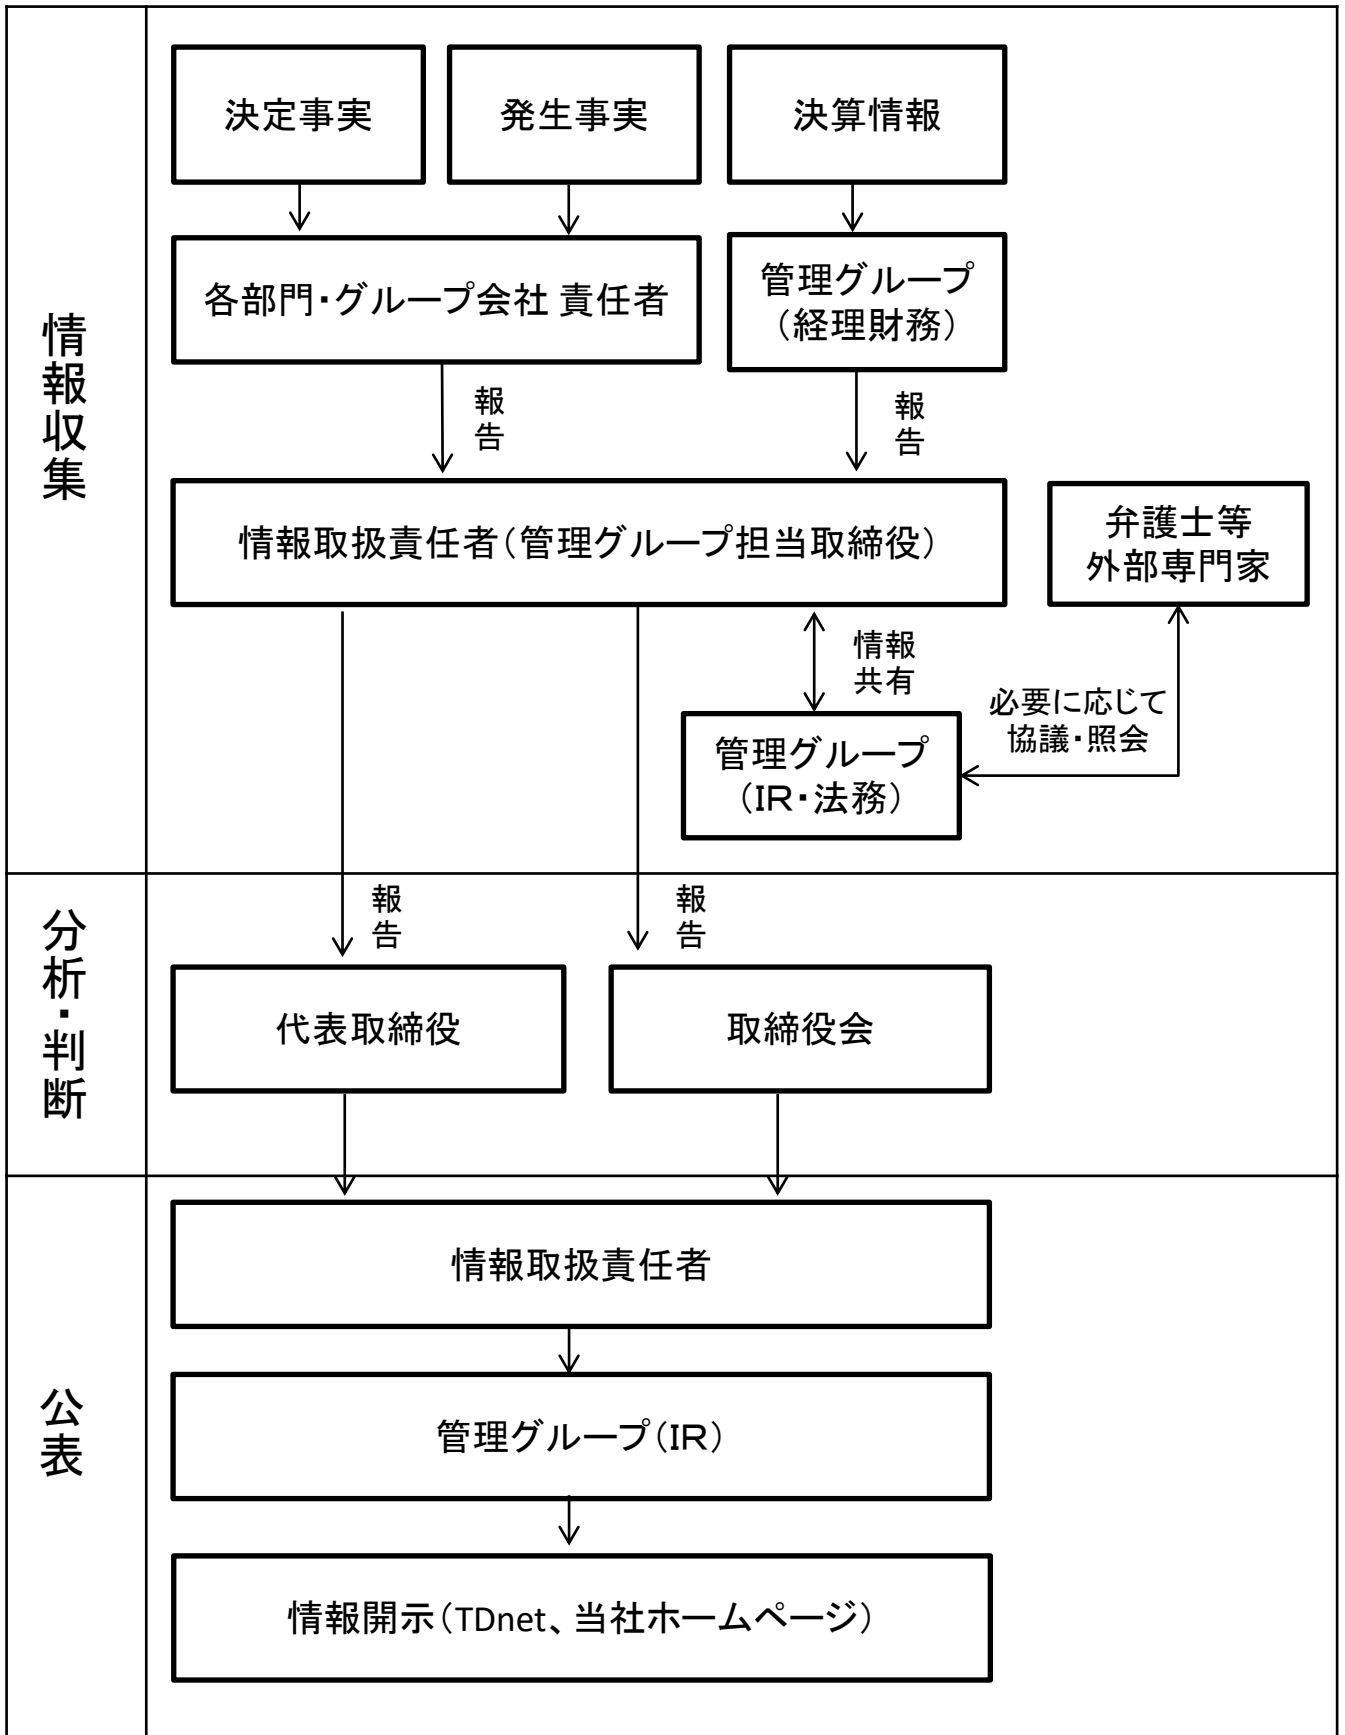 情報収集
決定事実
発生事実
決算情報
各部門・グループ会社 責任者
管理グループ
（経理財務）
報告
報告
情報取扱責任者（管理グループ担当取締役）
弁護士等
外部専門家
情報
共有
必要に応じて
協議・照会
管理グループ
（IR・法務）
分析・判断
報告
報告
代表取締役
取締役会
公表
情報取扱責任者
管理グループ（IR）
情報開示（TDnet、当社ホームページ）